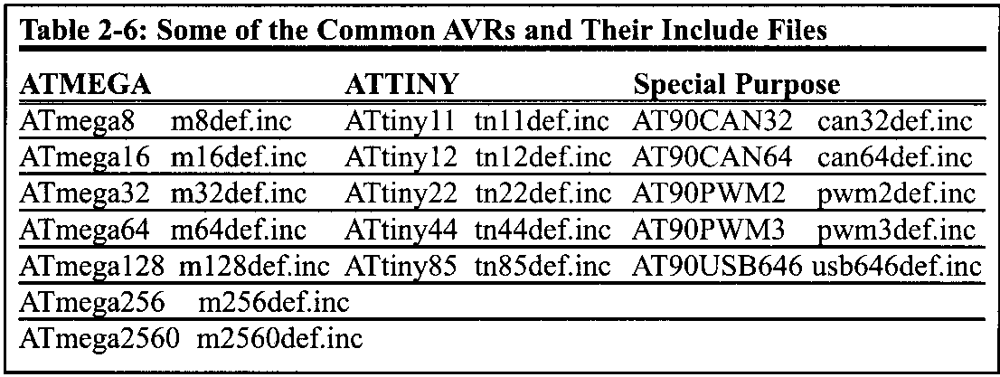 Table 2-6: Some of the Common AVRs and Their Include Files
ATMEGA ATTINY Special Purpose
ATmega8 m8def.inc ATtiny11 tn11def.inc AT90CAN32 can32def.inc
ATmega16 m16def.inc ATtiny12 tn12def.inc AT90CAN64 can64def.inc
ATmega32 m32def.inc ATtiny22 tn22def.inc AT90PWM2 pwm2def.inc
ATmega64 m64def.inc ATtiny44 tn44def.inc AT90PWM3 pwm3def.inc
ATmega128 m128def.inc ATtiny85 tn85def.inc AT90USB646 usb646def.inc
ATmega256 m256def.inc
ATmega2560 m2560def.inc